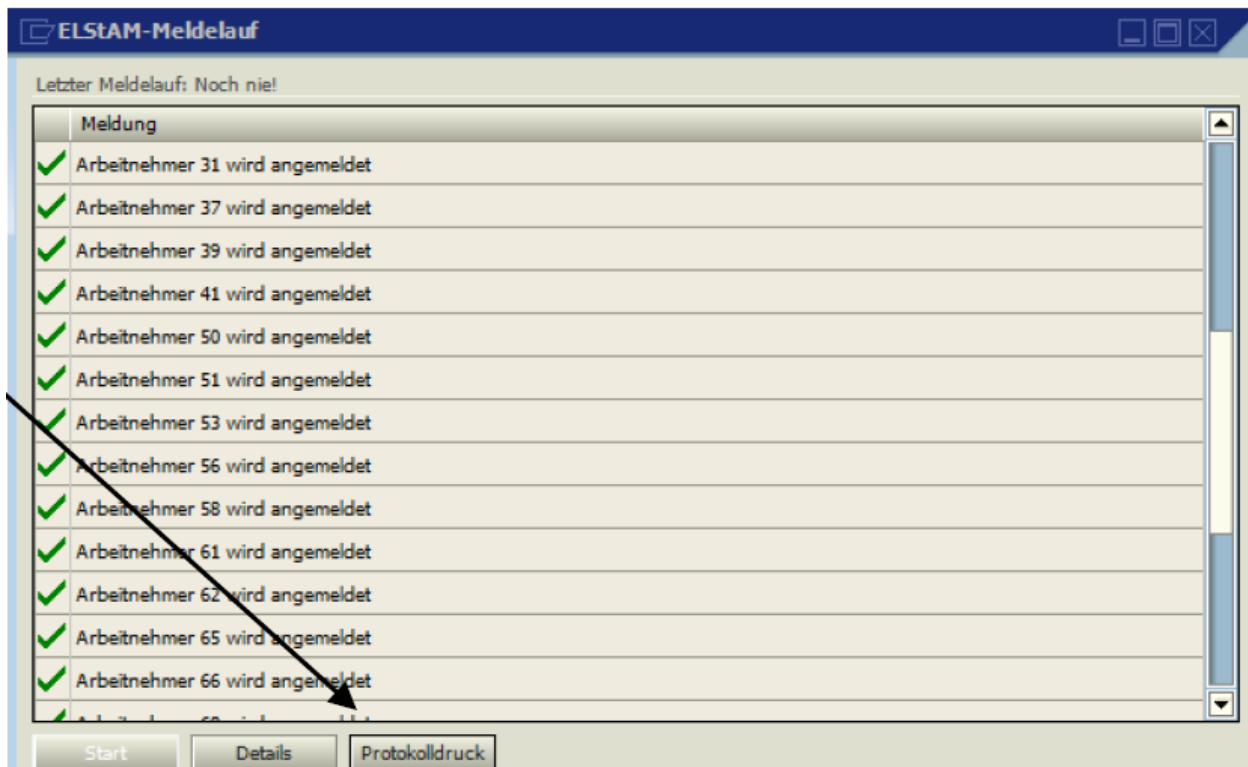 ELStAM-Meldelauf
Letzter Meldelauf: Noch nie!
Meldung
Arbeitnehmer 31 wird angemeldet
Arbeitnehmer 37 wird angemeldet
Arbeitnehmer 39 wird angemeldet
Arbeitnehmer 41 wird angemeldet
Arbeitnehmer 50 wird angemeldet
Arbeitnehmer 51 wird angemeldet
Arbeitnehmer 53 wird angemeldet
Arbeitnehmer 56 wird angemeldet
Arbeitnehmer 58 wird angemeldet
Arbeitnehmer 61 wird angemeldet
Arbeitnehmer 62 wird angemeldet
Arbeitnehmer 65 wird angemeldet
Arbeitnehmer 66 wird angemeldet
Start Details Protokolldruck